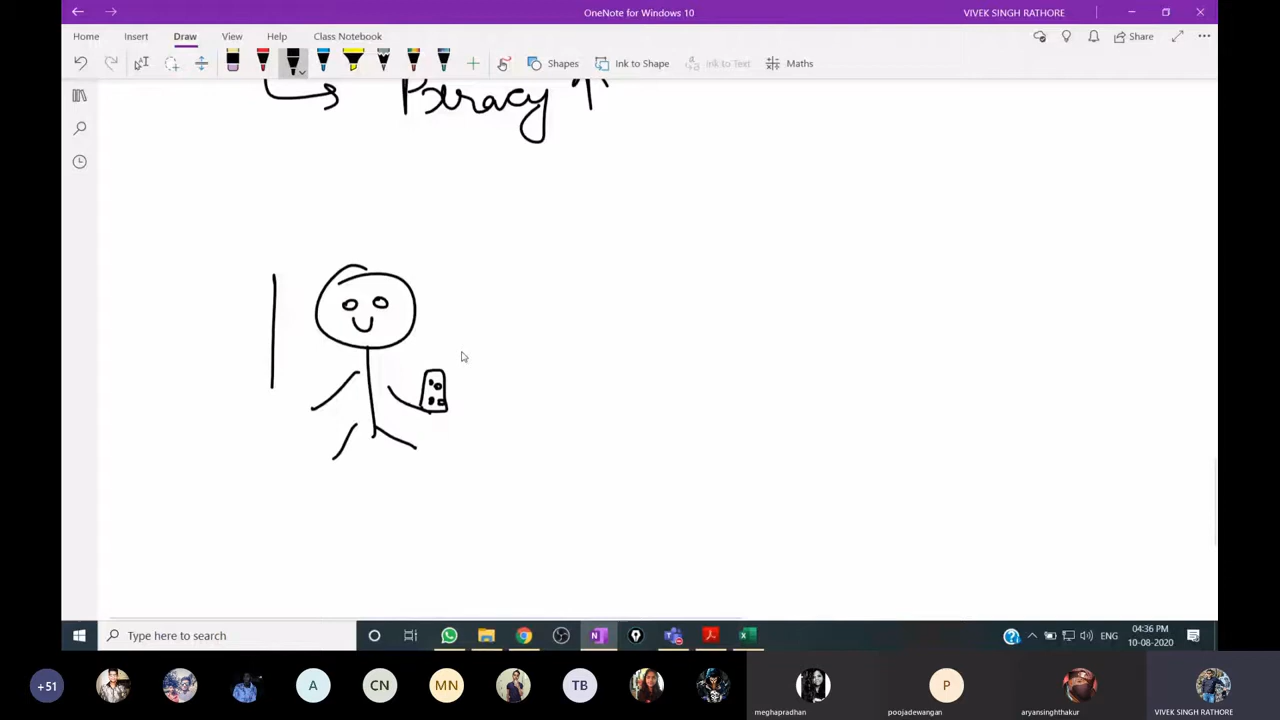 OneNote for Windows 10
VIVEK SINGH RATHORE
Home Insert Draw View Help Class Notebook
Share
Shapes Ink to Shape Ink to Text Maths
Piracy ↑
Type here to search
ENG
04:36 PM
10-08-2020
+51
A
CN
MN
TB
P
meghapradhan
poojadewangan
aryansinghthakur
VIVEK SINGH RATHORE